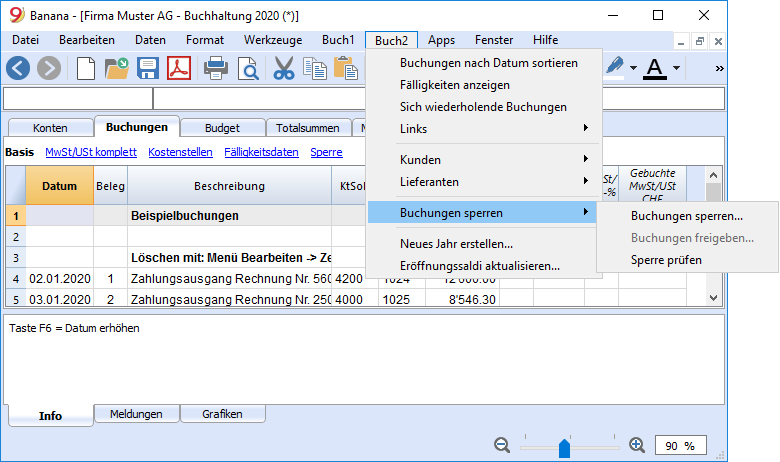 Banana - [Firma Muster AG - Buchhaltung 2020 (*)]
Datei Bearbeiten Daten Format Werkzeuge Buch1 Buch2 Apps Fenster Hilfe
Buchungen nach Datum sortieren
Fälligkeiten anzeigen
Sich wiederholende Buchungen
Links
Kunden
Lieferanten
Buchungen sperren
Neues Jahr erstellen...
Eröffnungssaldi aktualisieren...
Buchungen sperren...
Buchungen freigeben...
Sperre prüfen
Konten Buchungen Budget Totalsummen
Basis MwSt/USt komplett Kostenstellen Fälligkeitsdaten Sperre
Datum Beleg Beschreibung KtSol St/ -% Gebuchte MwSt/USt CHF
1 Beispielbuchungen
2
3 Löschen mit: Menü Bearbeiten -> Ze
4 02.01.2020 1 Zahlungsausgang Rechnung Nr. 560 4200 1024 12'000.00
5 03.01.2020 2 Zahlungsausgang Rechnung Nr. 250 4000 1025 8'546.30
Taste F6 = Datum erhöhen
Info Meldungen Grafiken
90 %